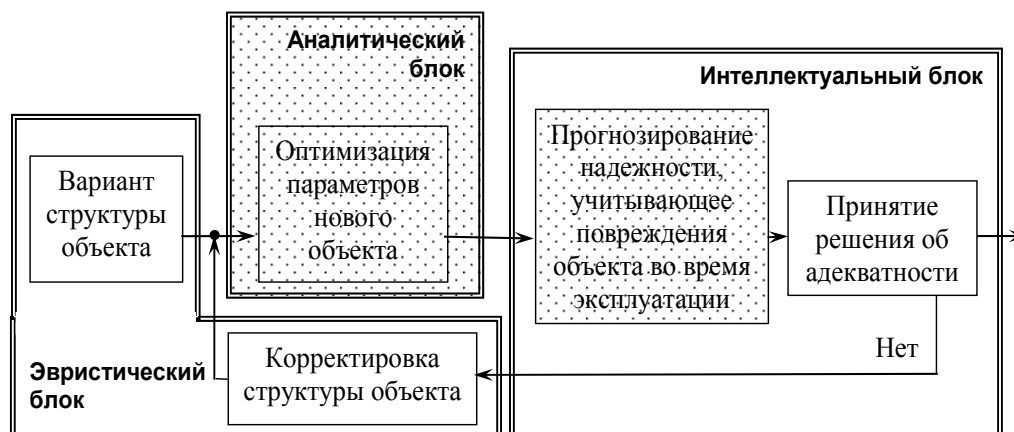 Аналитический
блок
Интеллектуальный блок
Вариант
структуры
объекта
Оптимизация
параметров
нового
объекта
Прогнозирование
надежности,
учитывающее
повреждения
объекта во время
эксплуатации
Принятие
решения об
адекватности
Нет
Эвристический
блок
Корректировка
структуры объекта